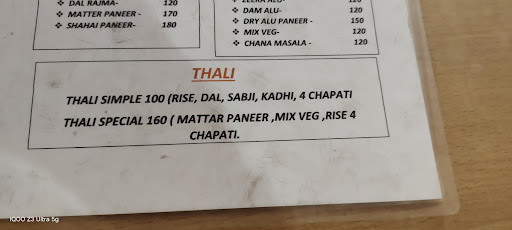 ❖ DAL RAJMA- 120
❖ MATTER PANEER - 170
❖ SHAHAI PANEER- 180
❖ DAM ALU- 120
❖ DRY ALU PANEER - 150
❖ MIX VEG- 120
❖ CHANA MASALA - 120
THALI
THALI SIMPLE 100 (RISE, DAL, SABJI, KADHI, 4 CHAPATI
THALI SPECIAL 160 ( MATTAR PANEER ,MIX VEG ,RISE 4
CHAPATI.
iQOO Z3 Ultra 5g